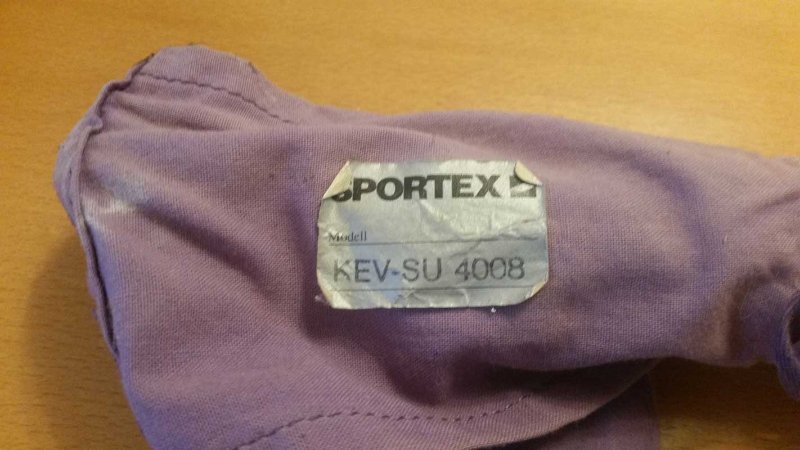 SPORTEX
Modell
KEV-SU 4008